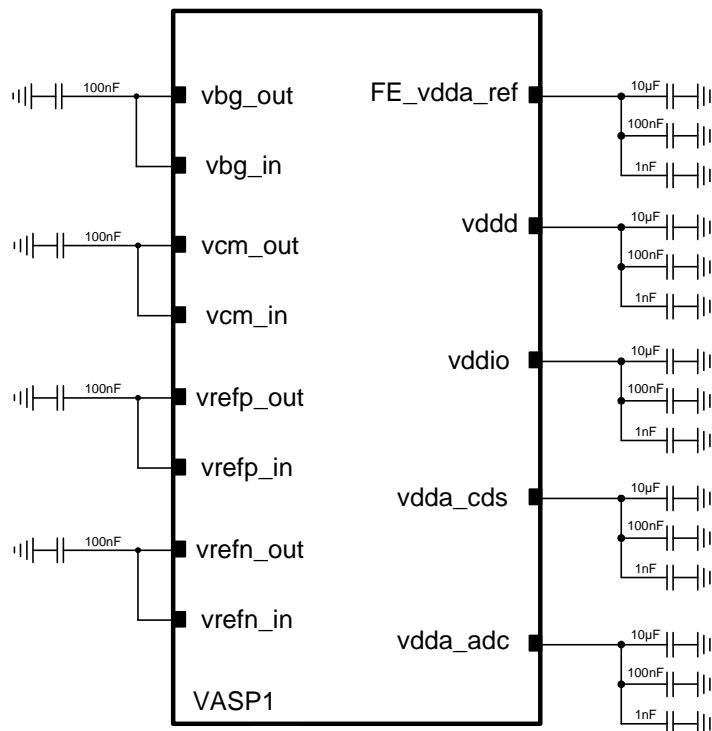 100nF
vbg_out
vbg_in
100nF
vcm_out
vcm_in
100nF
vrefp_out
vrefp_in
100nF
vrefn_out
vrefn_in
VASP1
FE_vdda_ref
10µF
100nF
1nF
vddd
10µF
100nF
1nF
vddio
10µF
100nF
1nF
vdda_cds
10µF
100nF
1nF
vdda_adc
10µF
100nF
1nF